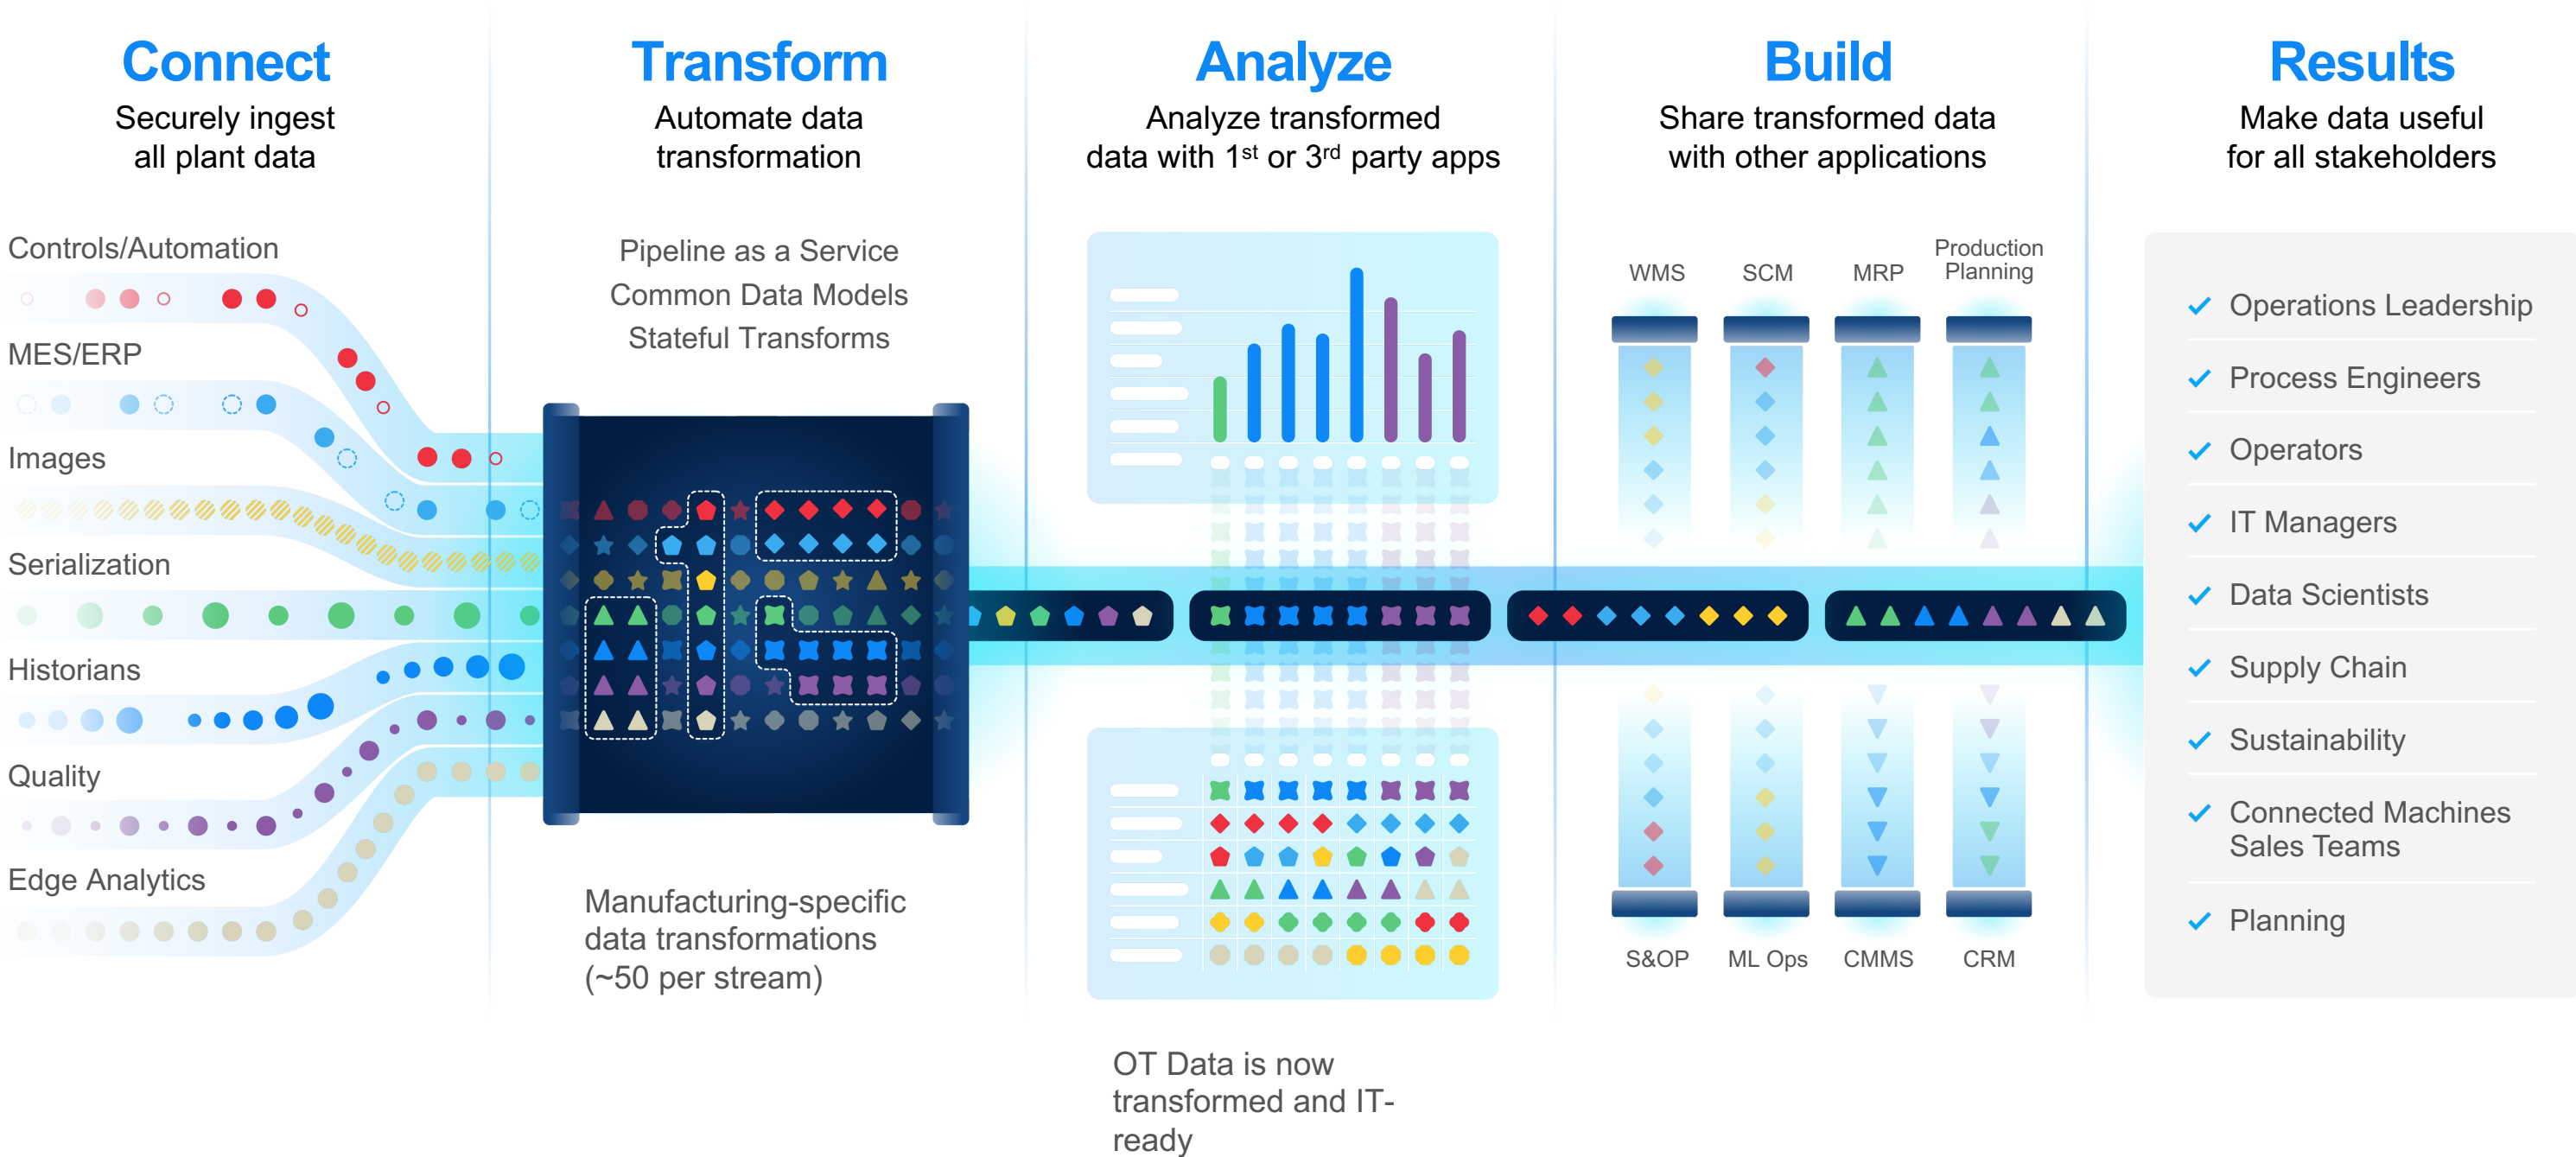 Connect
Securely ingest
all plant data
Controls/Automation
MES/ERP
Images
Serialization
Historians
Quality
Edge Analytics
Transform
Automate data
transformation
Pipeline as a Service
Common Data Models
Stateful Transforms
Manufacturing-specific
data transformations
(~50 per stream)
Analyze
Analyze transformed
data with 1st or 3rd party apps
OT Data is now
transformed and IT-
ready
Build
Share transformed data
with other applications
WMS
SCM
MRP
Production
Planning
S&OP
ML Ops
CMMS
CRM
Results
Make data useful
for all stakeholders
Operations Leadership
Process Engineers
Operators
IT Managers
Data Scientists
Supply Chain
Sustainability
Connected Machines
Sales Teams
Planning